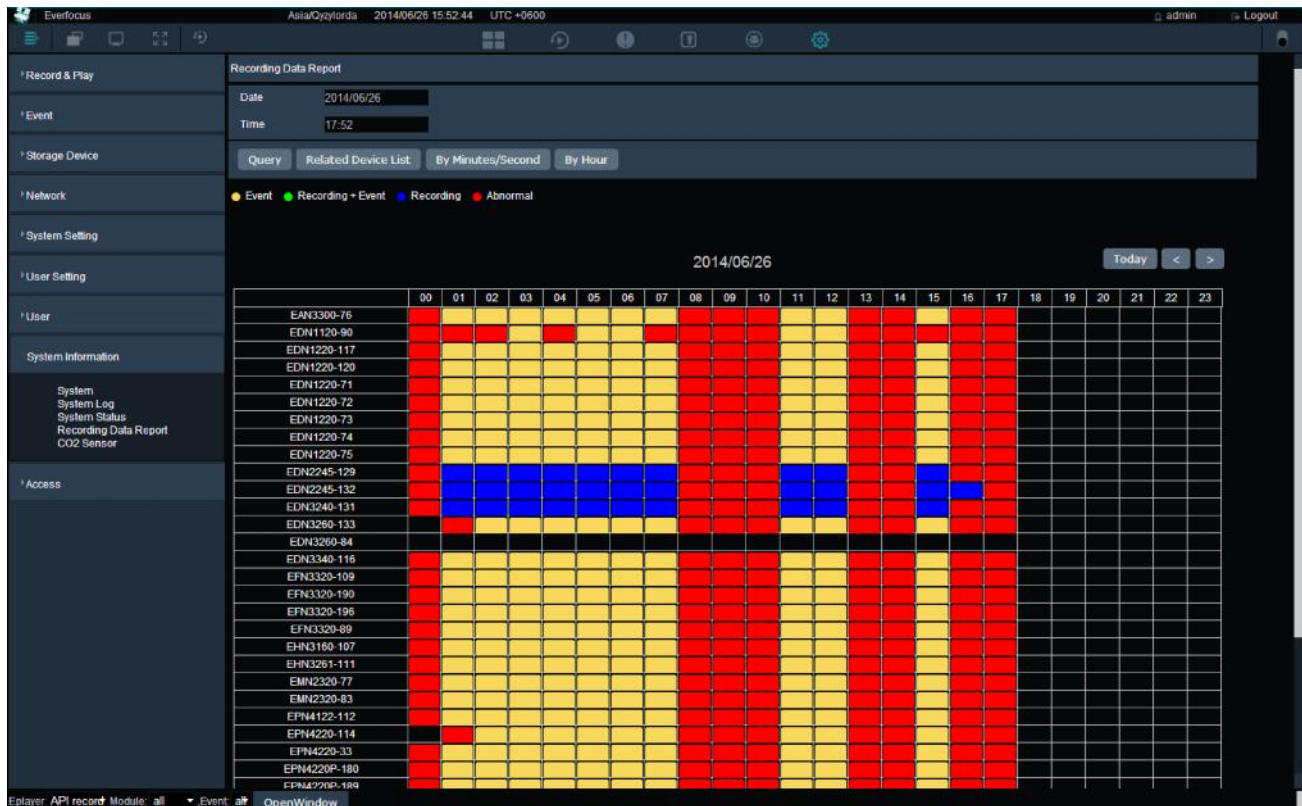 Everfocus Asia/Qyzylorda 2014/06/26 15:52:44 UTC +0600 admin Logout
Record & Play
Event
Storage Device
Network
System Setting
User Setting
User
System Information
System
System Log
System Status
Recording Data Report
CO2 Sensor
Access
Recording Data Report
Date 2014/06/26
Time 17:52
Query Related Device List By Minutes/Second By Hour
Event Recording + Event Recording Abnormal
2014/06/26 Today < >
00 01 02 03 04 05 06 07 08 09 10 11 12 13 14 15 16 17 18 19 20 21 22 23
EAN3300-76
EDN1120-90
EDN1220-117
EDN1220-120
EDN1220-71
EDN1220-72
EDN1220-73
EDN1220-74
EDN1220-75
EDN2245-129
EDN2245-132
EDN3240-131
EDN3260-133
EDN3260-84
EDN3340-116
EFN3320-109
EFN3320-190
EFN3320-196
EFN3320-89
EHN3160-107
EHN3261-111
EMN2320-77
EMN2320-83
EPN4122-112
EPN4220-114
EPN4220-33
EPN4220P-180
EPN4220P-189
Eplayer API record Module: all Event: all OpenWindow